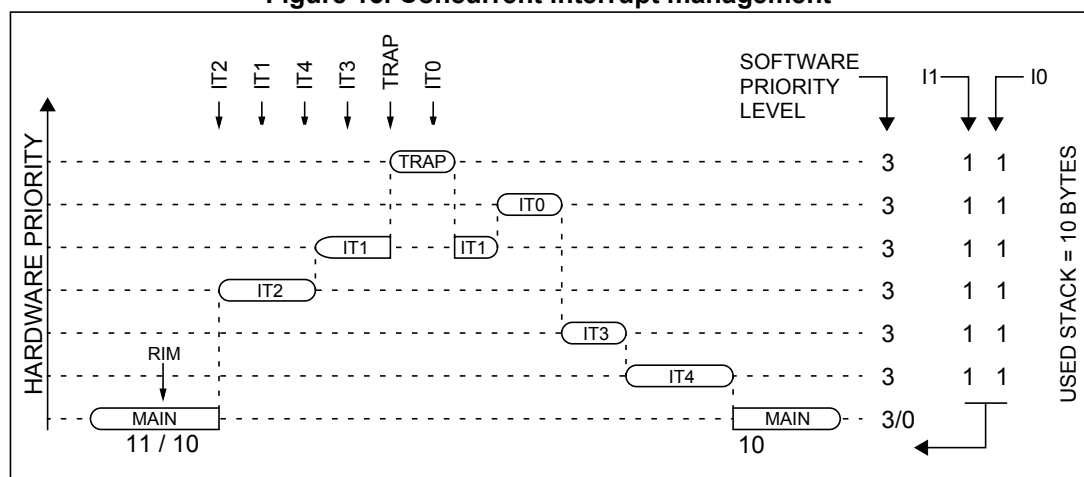 Figure 18. Concurrent interrupt management
IT2
IT1
IT4
IT3
TRAP
IT0
SOFTWARE
PRIORITY
LEVEL
I1
I0
HARDWARE PRIORITY
TRAP
3
1 1
IT0
3
1 1
IT1
IT1
3
1 1
IT2
3
1 1
RIM
IT3
3
1 1
IT4
3
1 1
MAIN
MAIN
3/0
11 / 10
10
USED STACK = 10 BYTES